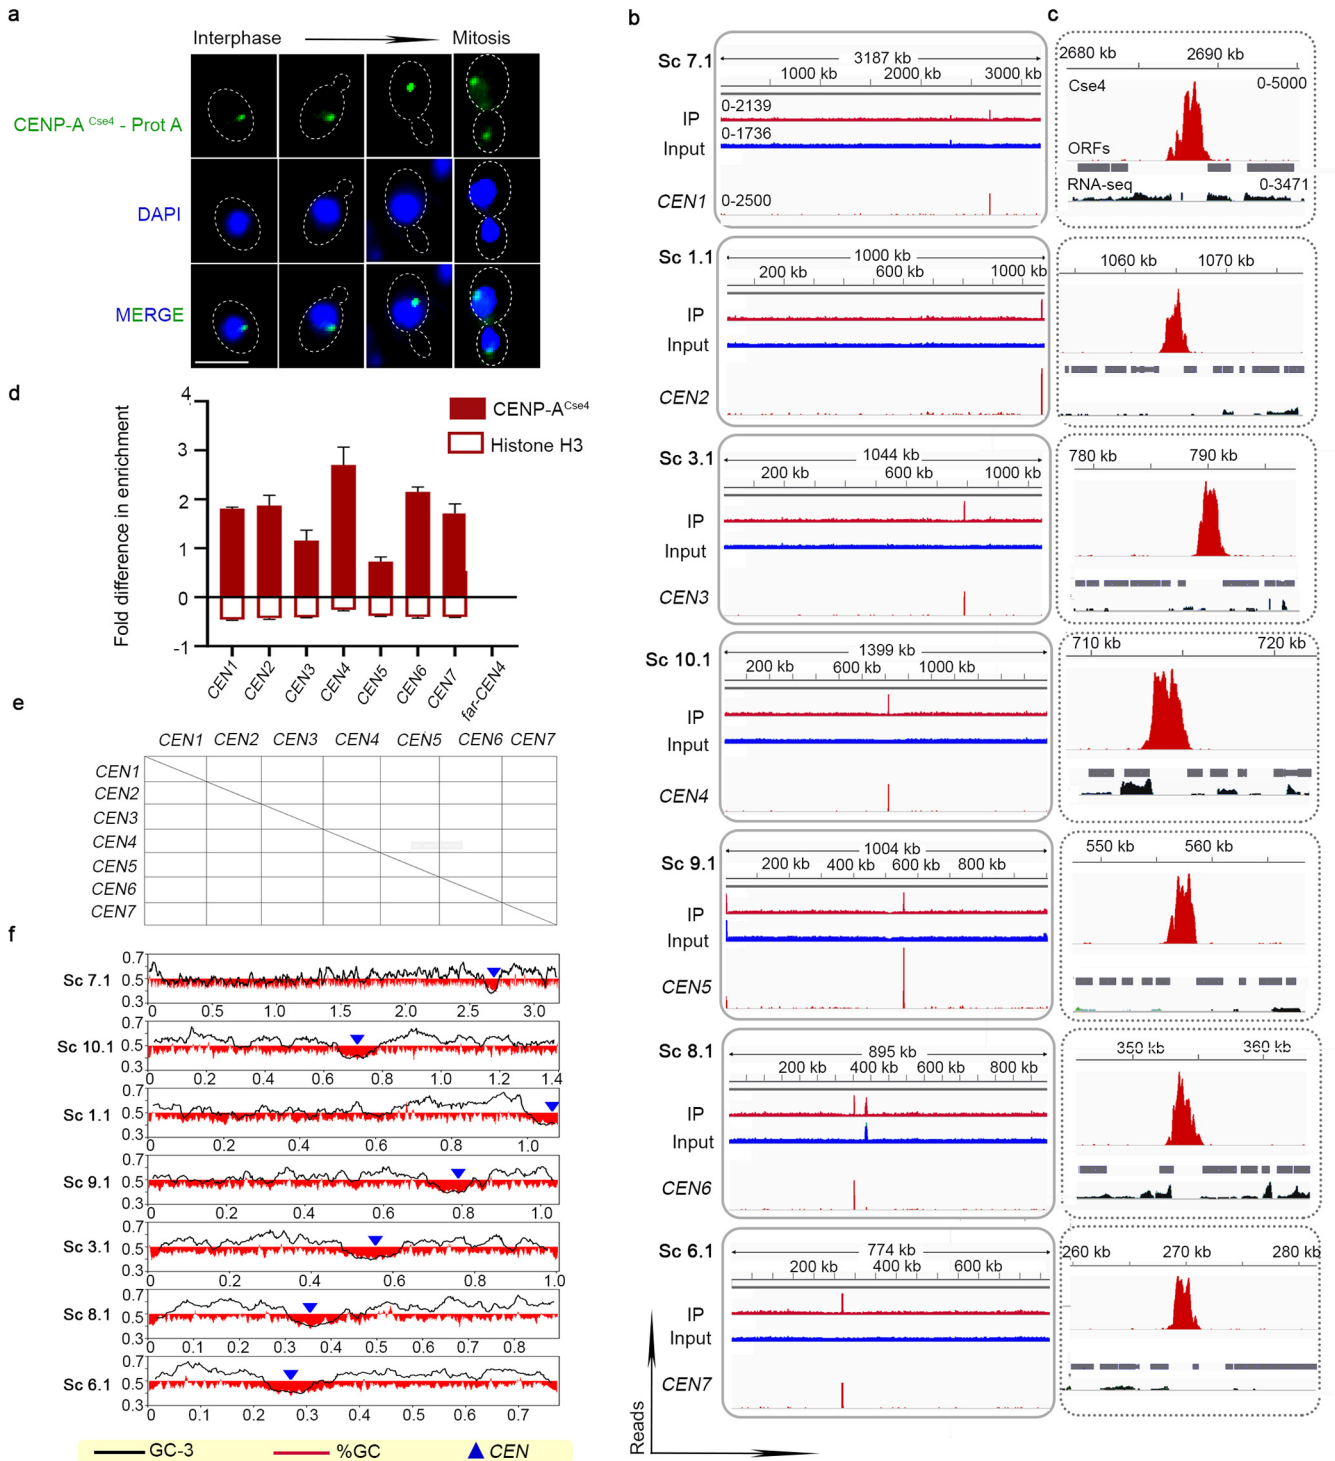 a
Interphase
Mitosis
CENP-A Cse4 - Prot A
DAPI
MERGE
b
Sc 7.1
3187 kb
1000 kb 2000 kb 3000 kb
IP
0-2139
Input
0-1736
CEN1
0-2500
Sc 1.1
1000 kb
200 kb 600 kb 1000 kb
IP
Input
CEN2
Sc 3.1
1044 kb
200 kb 600 kb 1000 kb
IP
Input
CEN3
Sc 10.1
1399 kb
200 kb 600 kb 1000 kb
IP
Input
CEN4
Sc 9.1
1004 kb
200 kb 400 kb 600 kb 800 kb
IP
Input
CEN5
Sc 8.1
895 kb
200 kb 400 kb 600 kb 800 kb
IP
Input
CEN6
Sc 6.1
774 kb
200 kb 400 kb 600 kb
IP
Input
CEN7
Reads
c
2680 kb 2690 kb
Cse4 0-5000
ORFs
RNA-seq 0-3471
1060 kb 1070 kb
780 kb 790 kb
710 kb 720 kb
550 kb 560 kb
350 kb 360 kb
260 kb 270 kb 280 kb
d
Fold difference in enrichment
4
3
2
1
0
-1
CENP-ACse4
Histone H3
CEN1 CEN2 CEN3 CEN4 CEN5 CEN6 CEN7 far-CEN4
e
CEN1 CEN2 CEN3 CEN4 CEN5 CEN6 CEN7
CEN1
CEN2
CEN3
CEN4
CEN5
CEN6
CEN7
f
Sc 7.1
0.7
0.5
0.3
0 0.5 1.0 1.5 2.0 2.5 3.0
Sc 10.1
0.7
0.5
0.3
0 0.2 0.4 0.6 0.8 1.0 1.2 1.4
Sc 1.1
0.7
0.5
0.3
0 0.2 0.4 0.6 0.8 1.0
Sc 9.1
0.7
0.5
0.3
0 0.2 0.4 0.6 0.8 1.0
Sc 3.1
0.7
0.5
0.3
0 0.2 0.4 0.6 0.8 1.0
Sc 8.1
0.7
0.5
0.3
0 0.1 0.2 0.3 0.4 0.5 0.6 0.7 0.8
Sc 6.1
0.7
0.5
0.3
0 0.1 0.2 0.3 0.4 0.5 0.6 0.7
GC-3 %GC CEN